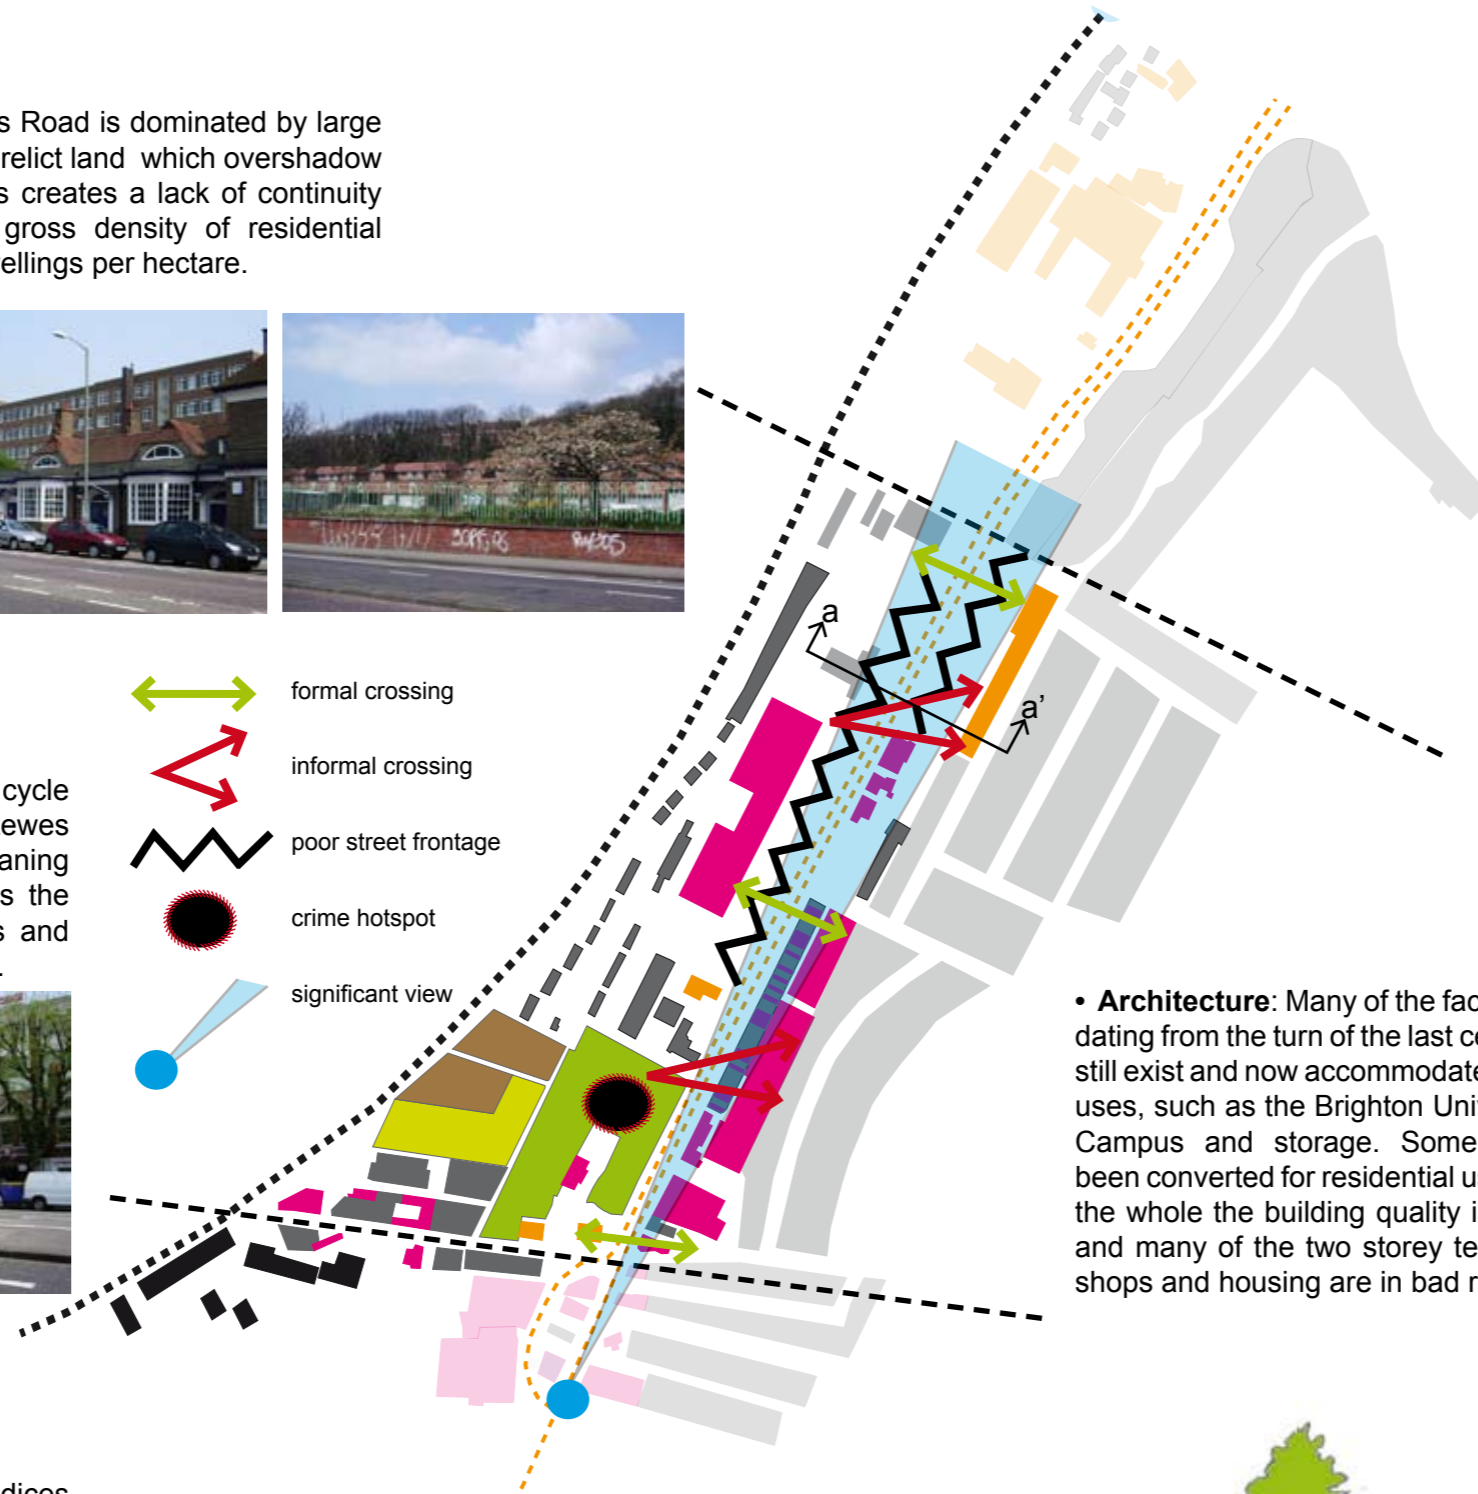 s Road is dominated by large
relict land which overshadow
s creates a lack of continuity
gross density of residential
ellings per hectare.
formal crossing
informal crossing
poor street frontage
crime hotspot
significant view
cycle
ewes
aning
s the
s and
.
a
a'
• Architecture: Many of the fac
dating from the turn of the last ce
still exist and now accommodate
uses, such as the Brighton Uni
Campus and storage. Some
been converted for residential u
the whole the building quality i
and many of the two storey te
shops and housing are in bad r
dices